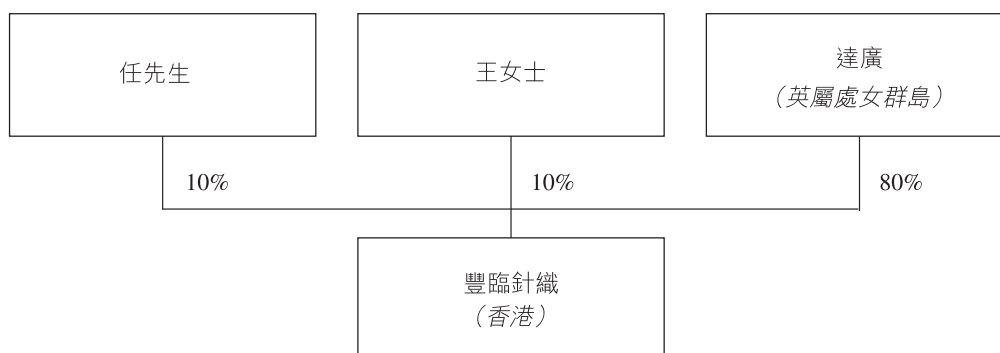 任先生
王女士
達廣
（英屬處女群島）
10%
10%
80%
豐臨針織
（香港）